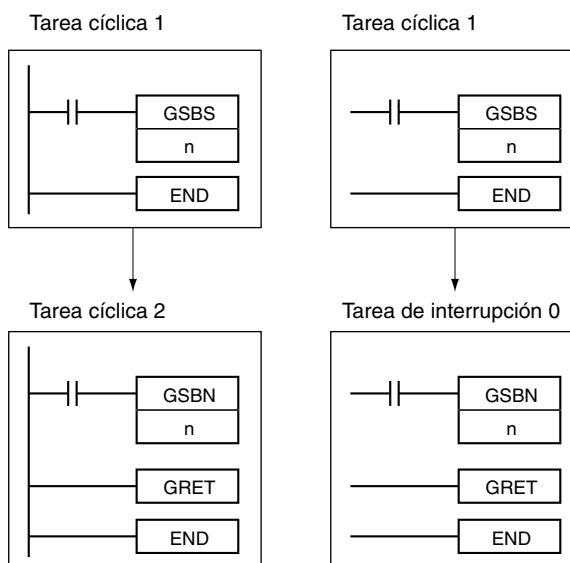 Tarea cíclica 1
GSBS
n
END
Tarea cíclica 2
GSBN
n
GRET
END
Tarea cíclica 1
GSBS
n
END
Tarea de interrupción 0
GSBN
n
GRET
END